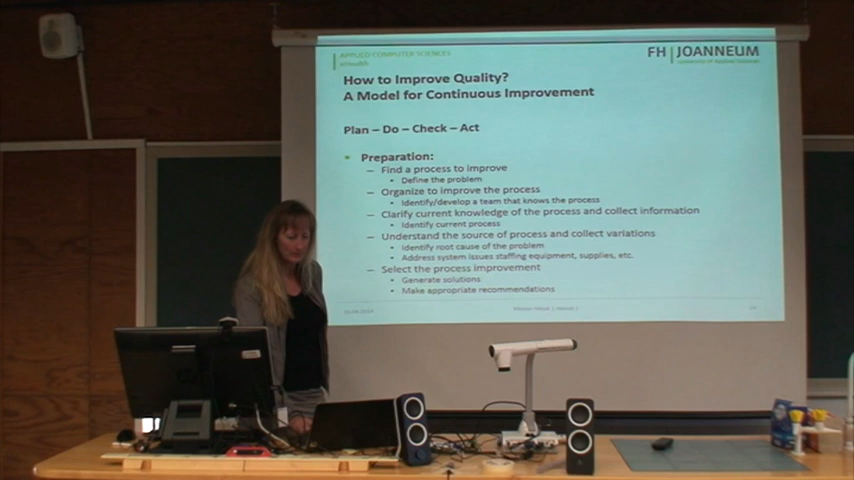 APPLIED COMPUTER SCIENCES
eHealth
FH JOANNEUM
University of Applied Sciences
How to Improve Quality?
A Model for Continuous Improvement
Plan – Do – Check – Act
• Preparation:
– Find a process to improve
• Define the problem
– Organize to improve the process
• Identify/develop a team that knows the process
– Clarify current knowledge of the process and collect information
• Identify current process
– Understand the source of process and collect variations
• Identify root cause of the problem
• Address system issues staffing equipment, supplies, etc.
– Select the process improvement
• Generate solutions
• Make appropriate recommendations